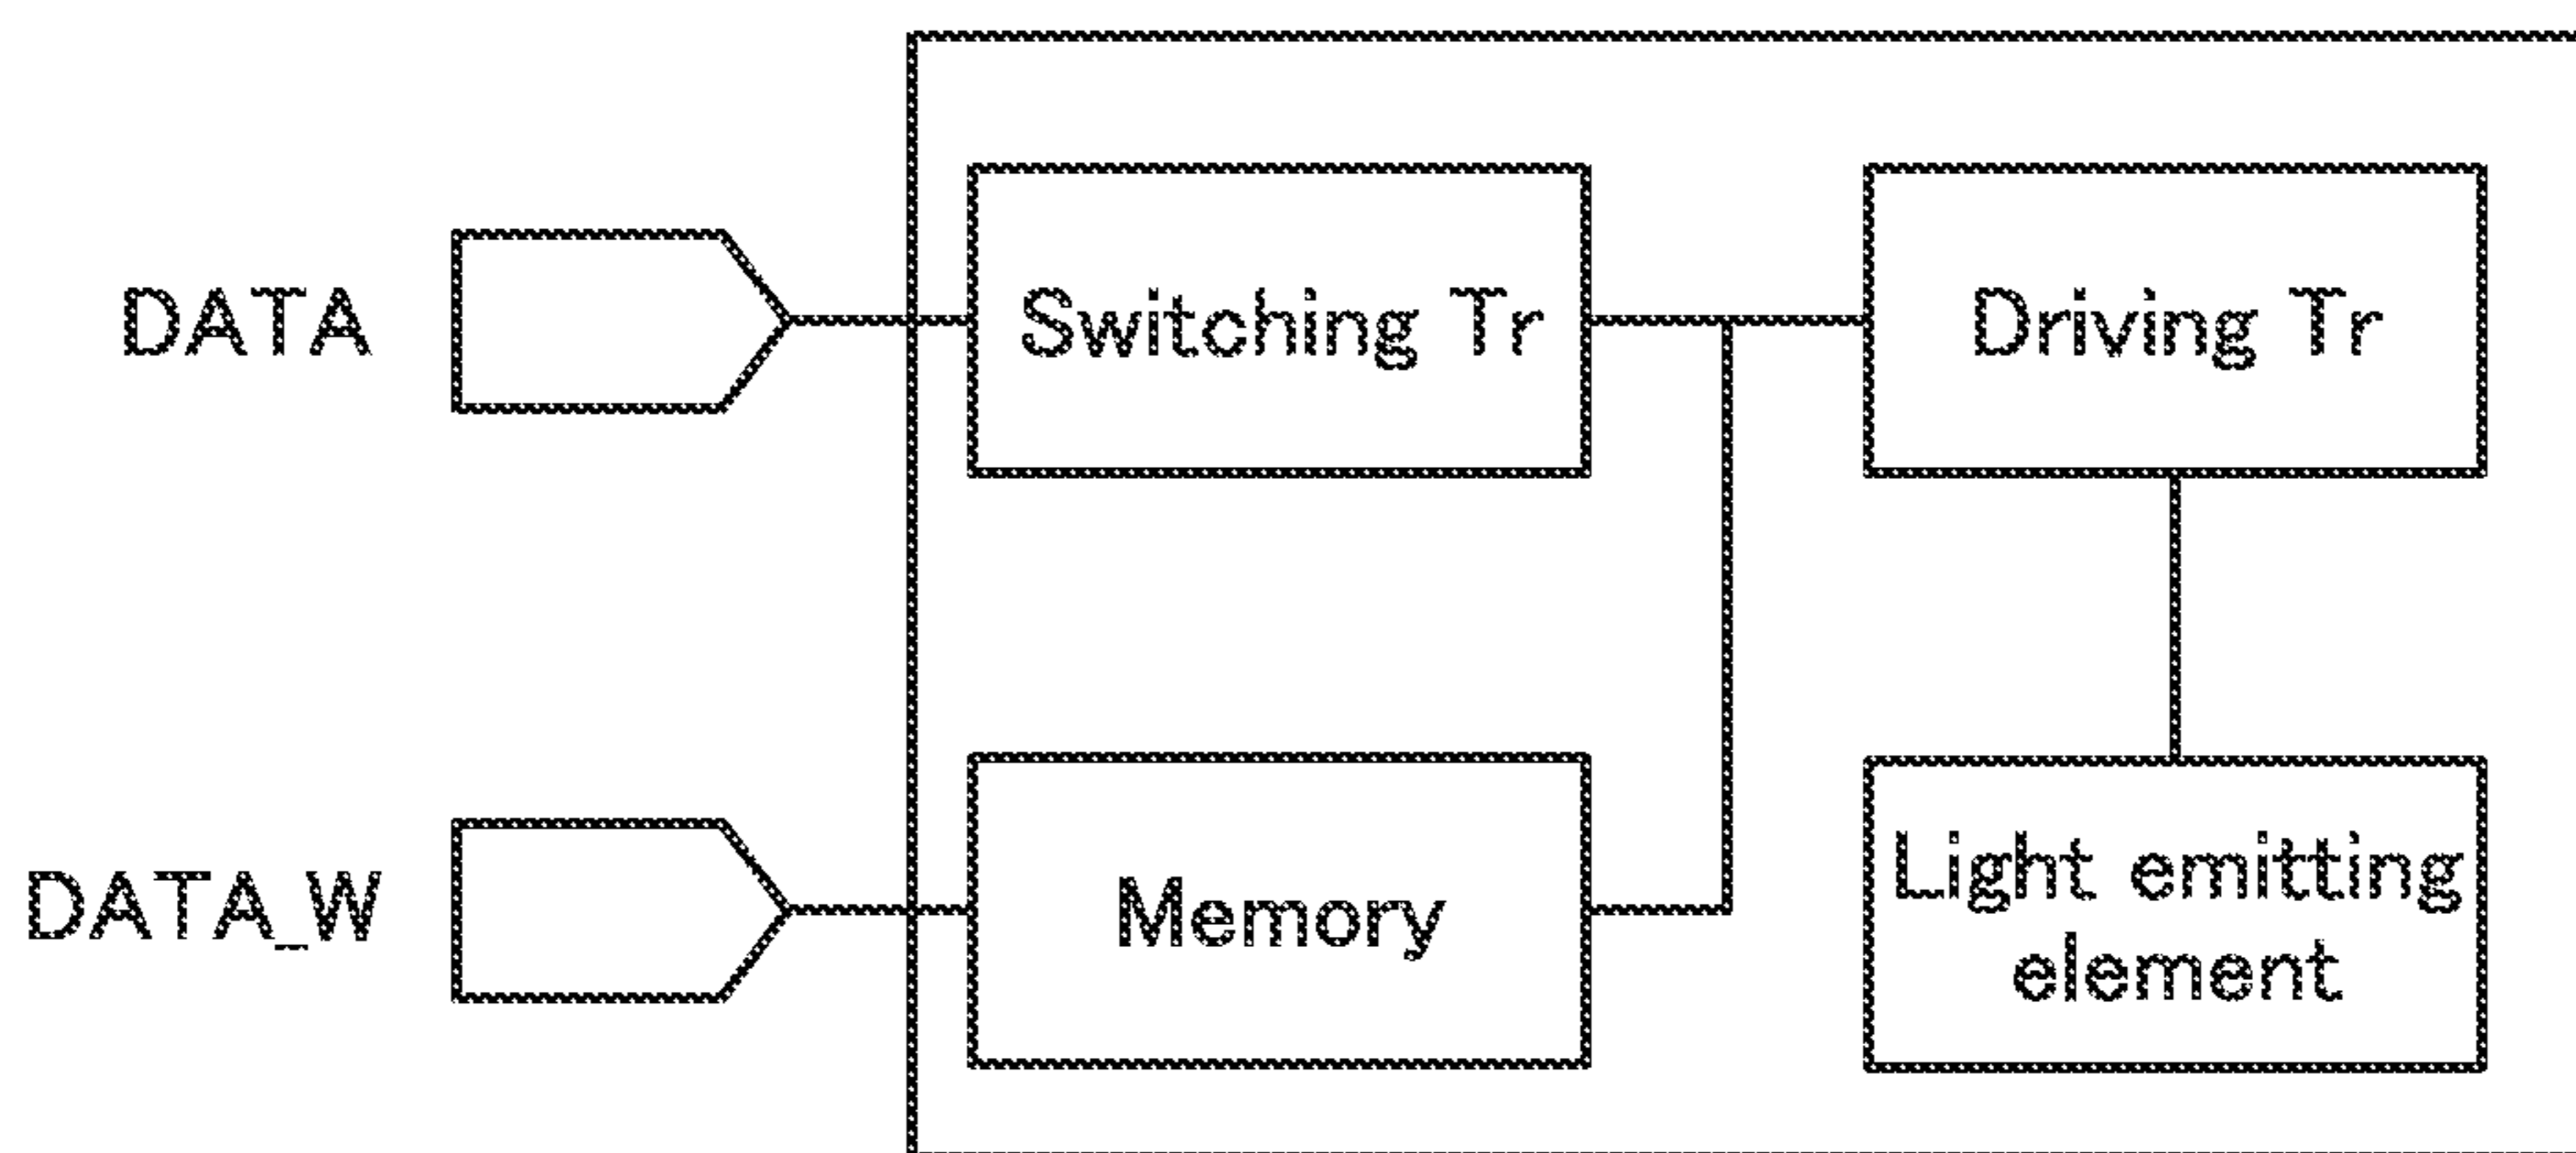 DATA
Switching Tr
Driving Tr
DATA_W
Memory
Light emitting
element